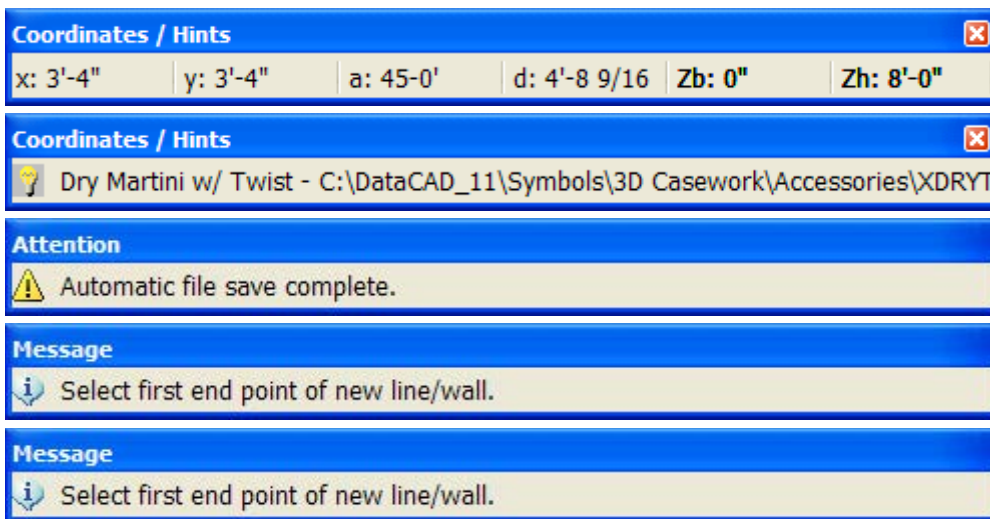 Coordinates / Hints
x: 3'-4" y: 3'-4" a: 45-0' d: 4'-8 9/16 Zb: 0" Zh: 8'-0"
Coordinates / Hints
Dry Martini w/ Twist - C:\DataCAD_11\Symbols\3D Casework\Accessories\XDRYT
Attention
Automatic file save complete.
Message
Select first end point of new line/wall.
Message
Select first end point of new line/wall.